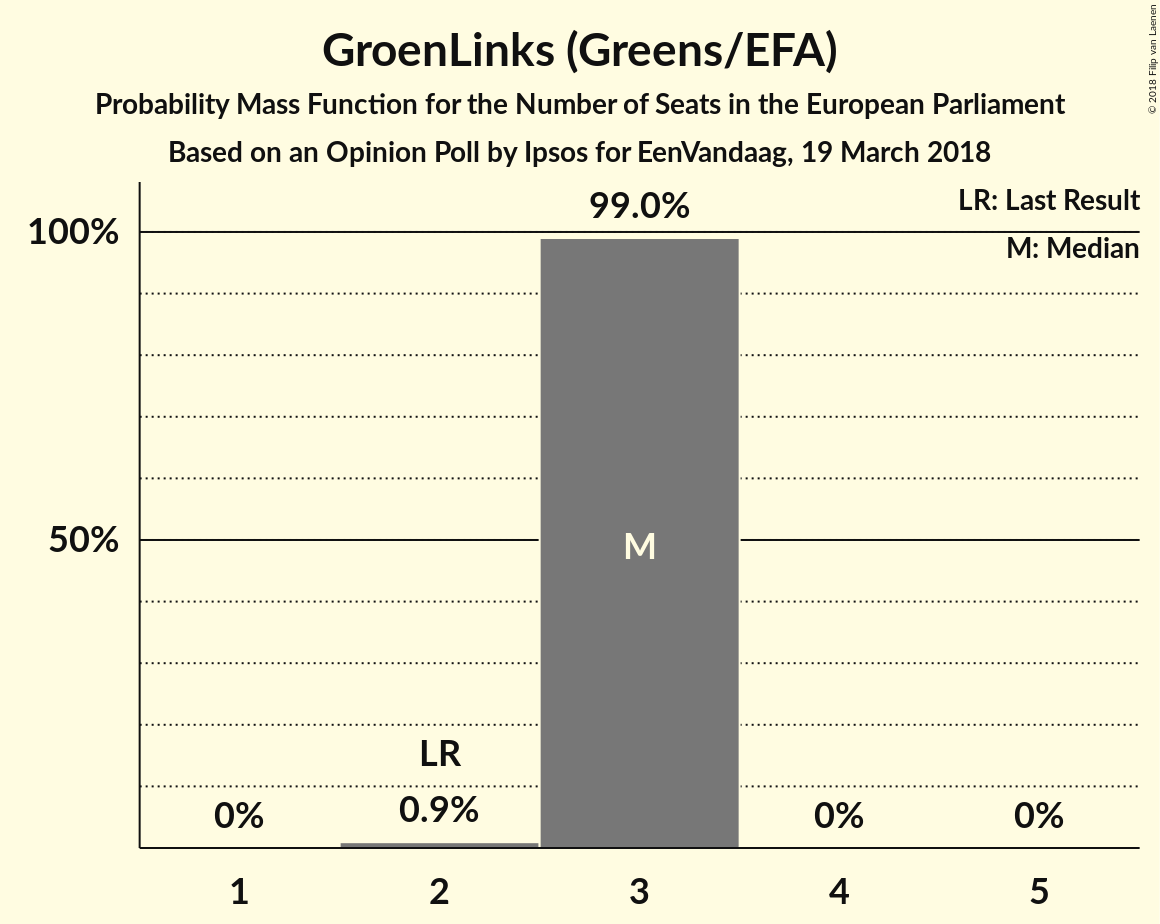 GroenLinks (Greens/EFA)
Probability Mass Function for the Number of Seats in the European Parliament
Based on an Opinion Poll by Ipsos for EenVandaag, 19 March 2018
© 2018 Filip van Laenen
LR: Last Result
M: Median
99.0%
100%
50%
M
LR
0%
0.9%
0%
0%
1
2
3
4
5